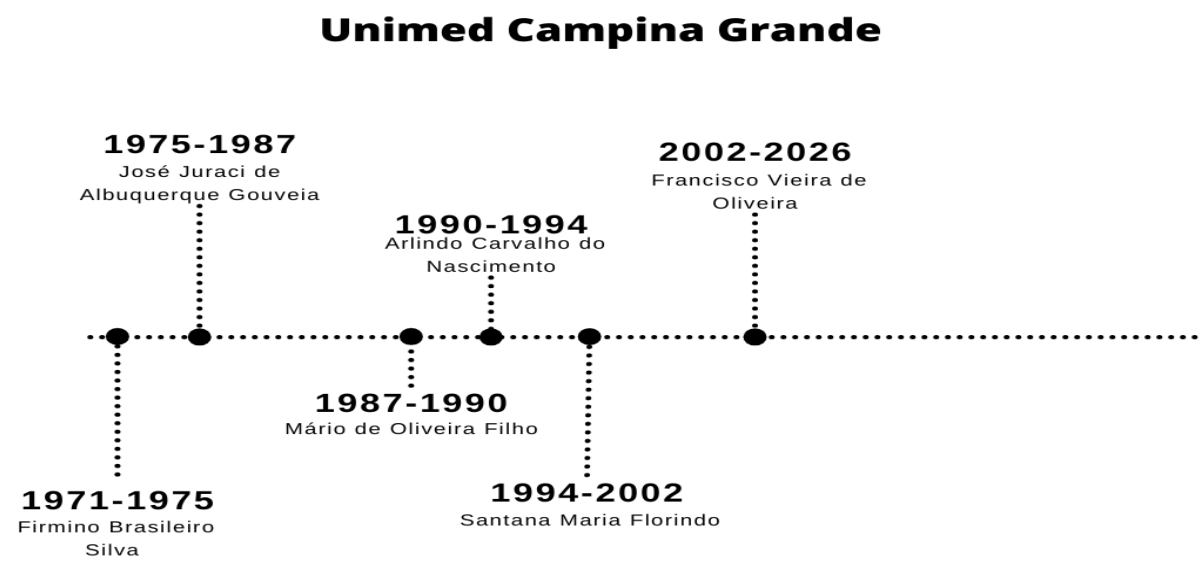 Unimed Campina Grande
1975-1987
José Juraci de
Albuquerque Gouveia
2002-2026
Francisco Vieira de
Oliveira
1990-1994
Arlindo Carvalho do
Nascimento
1987-1990
Mário de Oliveira Filho
1971-1975
Firmino Brasileiro
Silva
1994-2002
Santana Maria Florindo